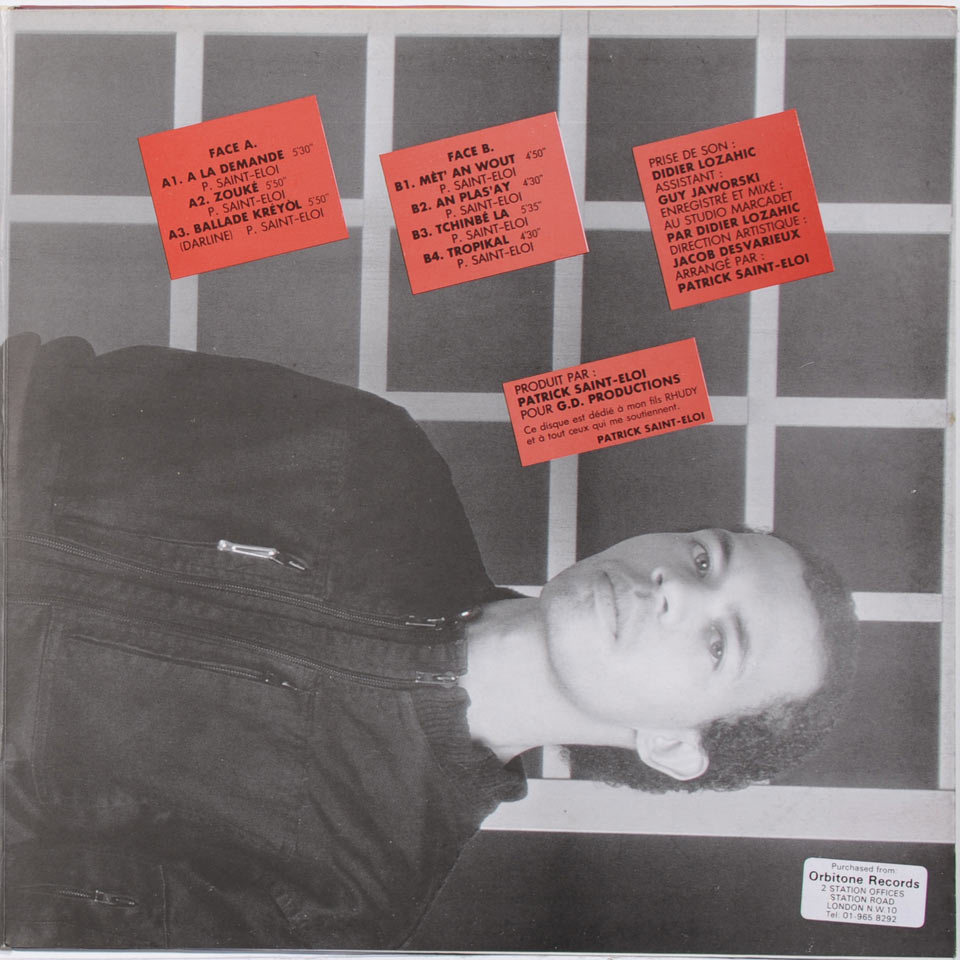 FACE A.
A1. A LA DEMANDE 5'30"
P. SAINT-ELOI
A2. ZOUKÉ 5'50"
P. SAINT-ELOI
A3. BALLADE KRÉYÒL 5'50"
(DARLINE) P. SAINT-ELOI
FACE B.
B1. MÈT' AN WOUT 4'50"
P. SAINT-ELOI
B2. AN PLAS'AY 4'30"
P. SAINT-ELOI
B3. TCHINBÉ LA 5'35"
P. SAINT-ELOI
B4. TROPIKAL 4'30"
P. SAINT-ELOI
PRISE DE SON :
DIDIER LOZAHIC
ASSISTANT :
GUY JAWORSKI
ENREGISTRÉ ET MIXÉ :
AU STUDIO MARCADET
PAR DIDIER LOZAHIC
DIRECTION ARTISTIQUE :
JACOB DESVARIEUX
ARRANGÉ PAR :
PATRICK SAINT-ELOI
PRODUIT PAR :
PATRICK SAINT-ELOI
POUR G.D. PRODUCTIONS
Ce disque est dédié à mon fils RHUDY
et à tout ceux qui me soutiennent.
PATRICK SAINT-ELOI
Purchased from:
Orbitone Records
2 STATION OFFICES
STATION ROAD
LONDON N.W.10
Tel 01-965 8292